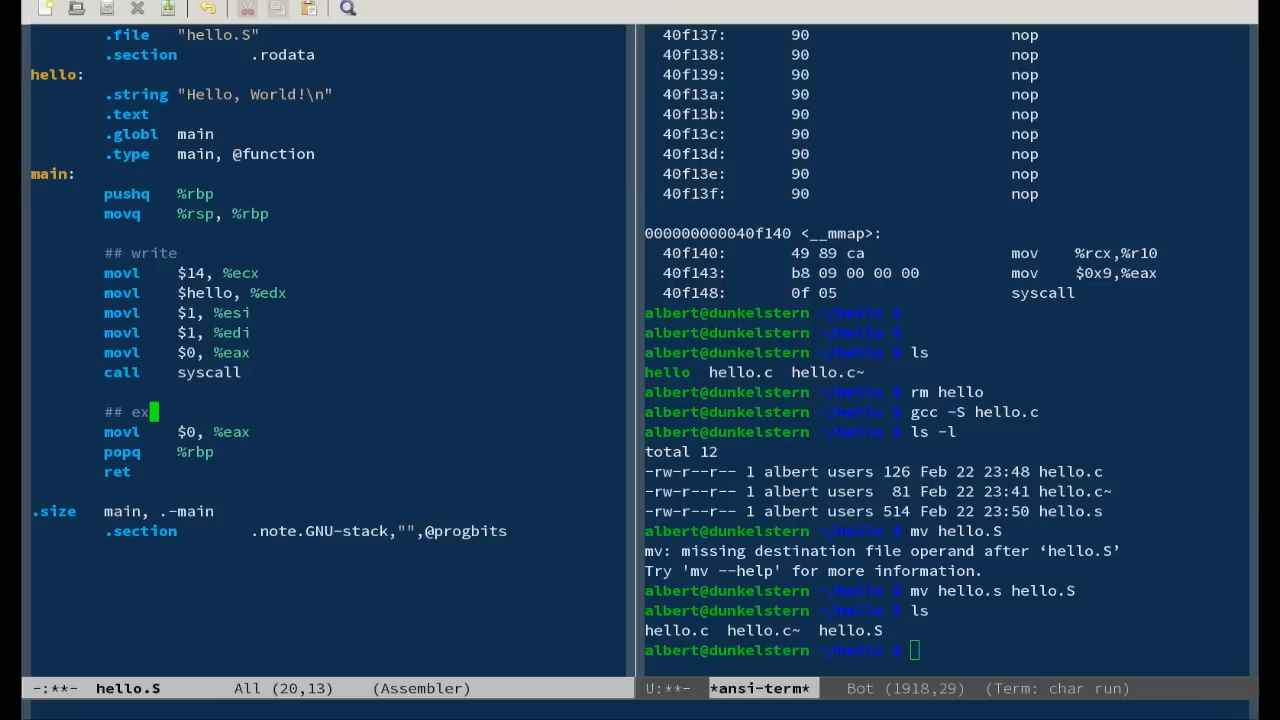 .file "hello.S"
.section .rodata
hello:
.string "Hello, World!\n"
.text
.globl main
.type main, @function
main:
pushq %rbp
movq %rsp, %rbp
## write
movl $14, %ecx
movl $hello, %edx
movl $1, %esi
movl $1, %edi
movl $0, %eax
call syscall
## ex
movl $0, %eax
popq %rbp
ret
.size main, .-main
.section .note.GNU-stack,"",@progbits
-:**- hello.S All (20,13) (Assembler)
40f137: 90 nop
40f138: 90 nop
40f139: 90 nop
40f13a: 90 nop
40f13b: 90 nop
40f13c: 90 nop
40f13d: 90 nop
40f13e: 90 nop
40f13f: 90 nop
000000000040f140 <__mmap>:
40f140: 49 89 ca mov %rcx,%r10
40f143: b8 09 00 00 00 mov $0x9,%eax
40f148: 0f 05 syscall
albert@dunkelstern ~/hello $
albert@dunkelstern ~/hello $
albert@dunkelstern ~/hello $ ls
hello hello.c hello.c~
albert@dunkelstern ~/hello $ rm hello
albert@dunkelstern ~/hello $ gcc -S hello.c
albert@dunkelstern ~/hello $ ls -l
total 12
-rw-r--r-- 1 albert users 126 Feb 22 23:48 hello.c
-rw-r--r-- 1 albert users 81 Feb 22 23:41 hello.c~
-rw-r--r-- 1 albert users 514 Feb 22 23:50 hello.s
albert@dunkelstern ~/hello $ mv hello.S
mv: missing destination file operand after ‘hello.S’
Try 'mv --help' for more information.
albert@dunkelstern ~/hello $ mv hello.s hello.S
albert@dunkelstern ~/hello $ ls
hello.c hello.c~ hello.S
albert@dunkelstern ~/hello $
U:**- *ansi-term* Bot (1918,29) (Term: char run)